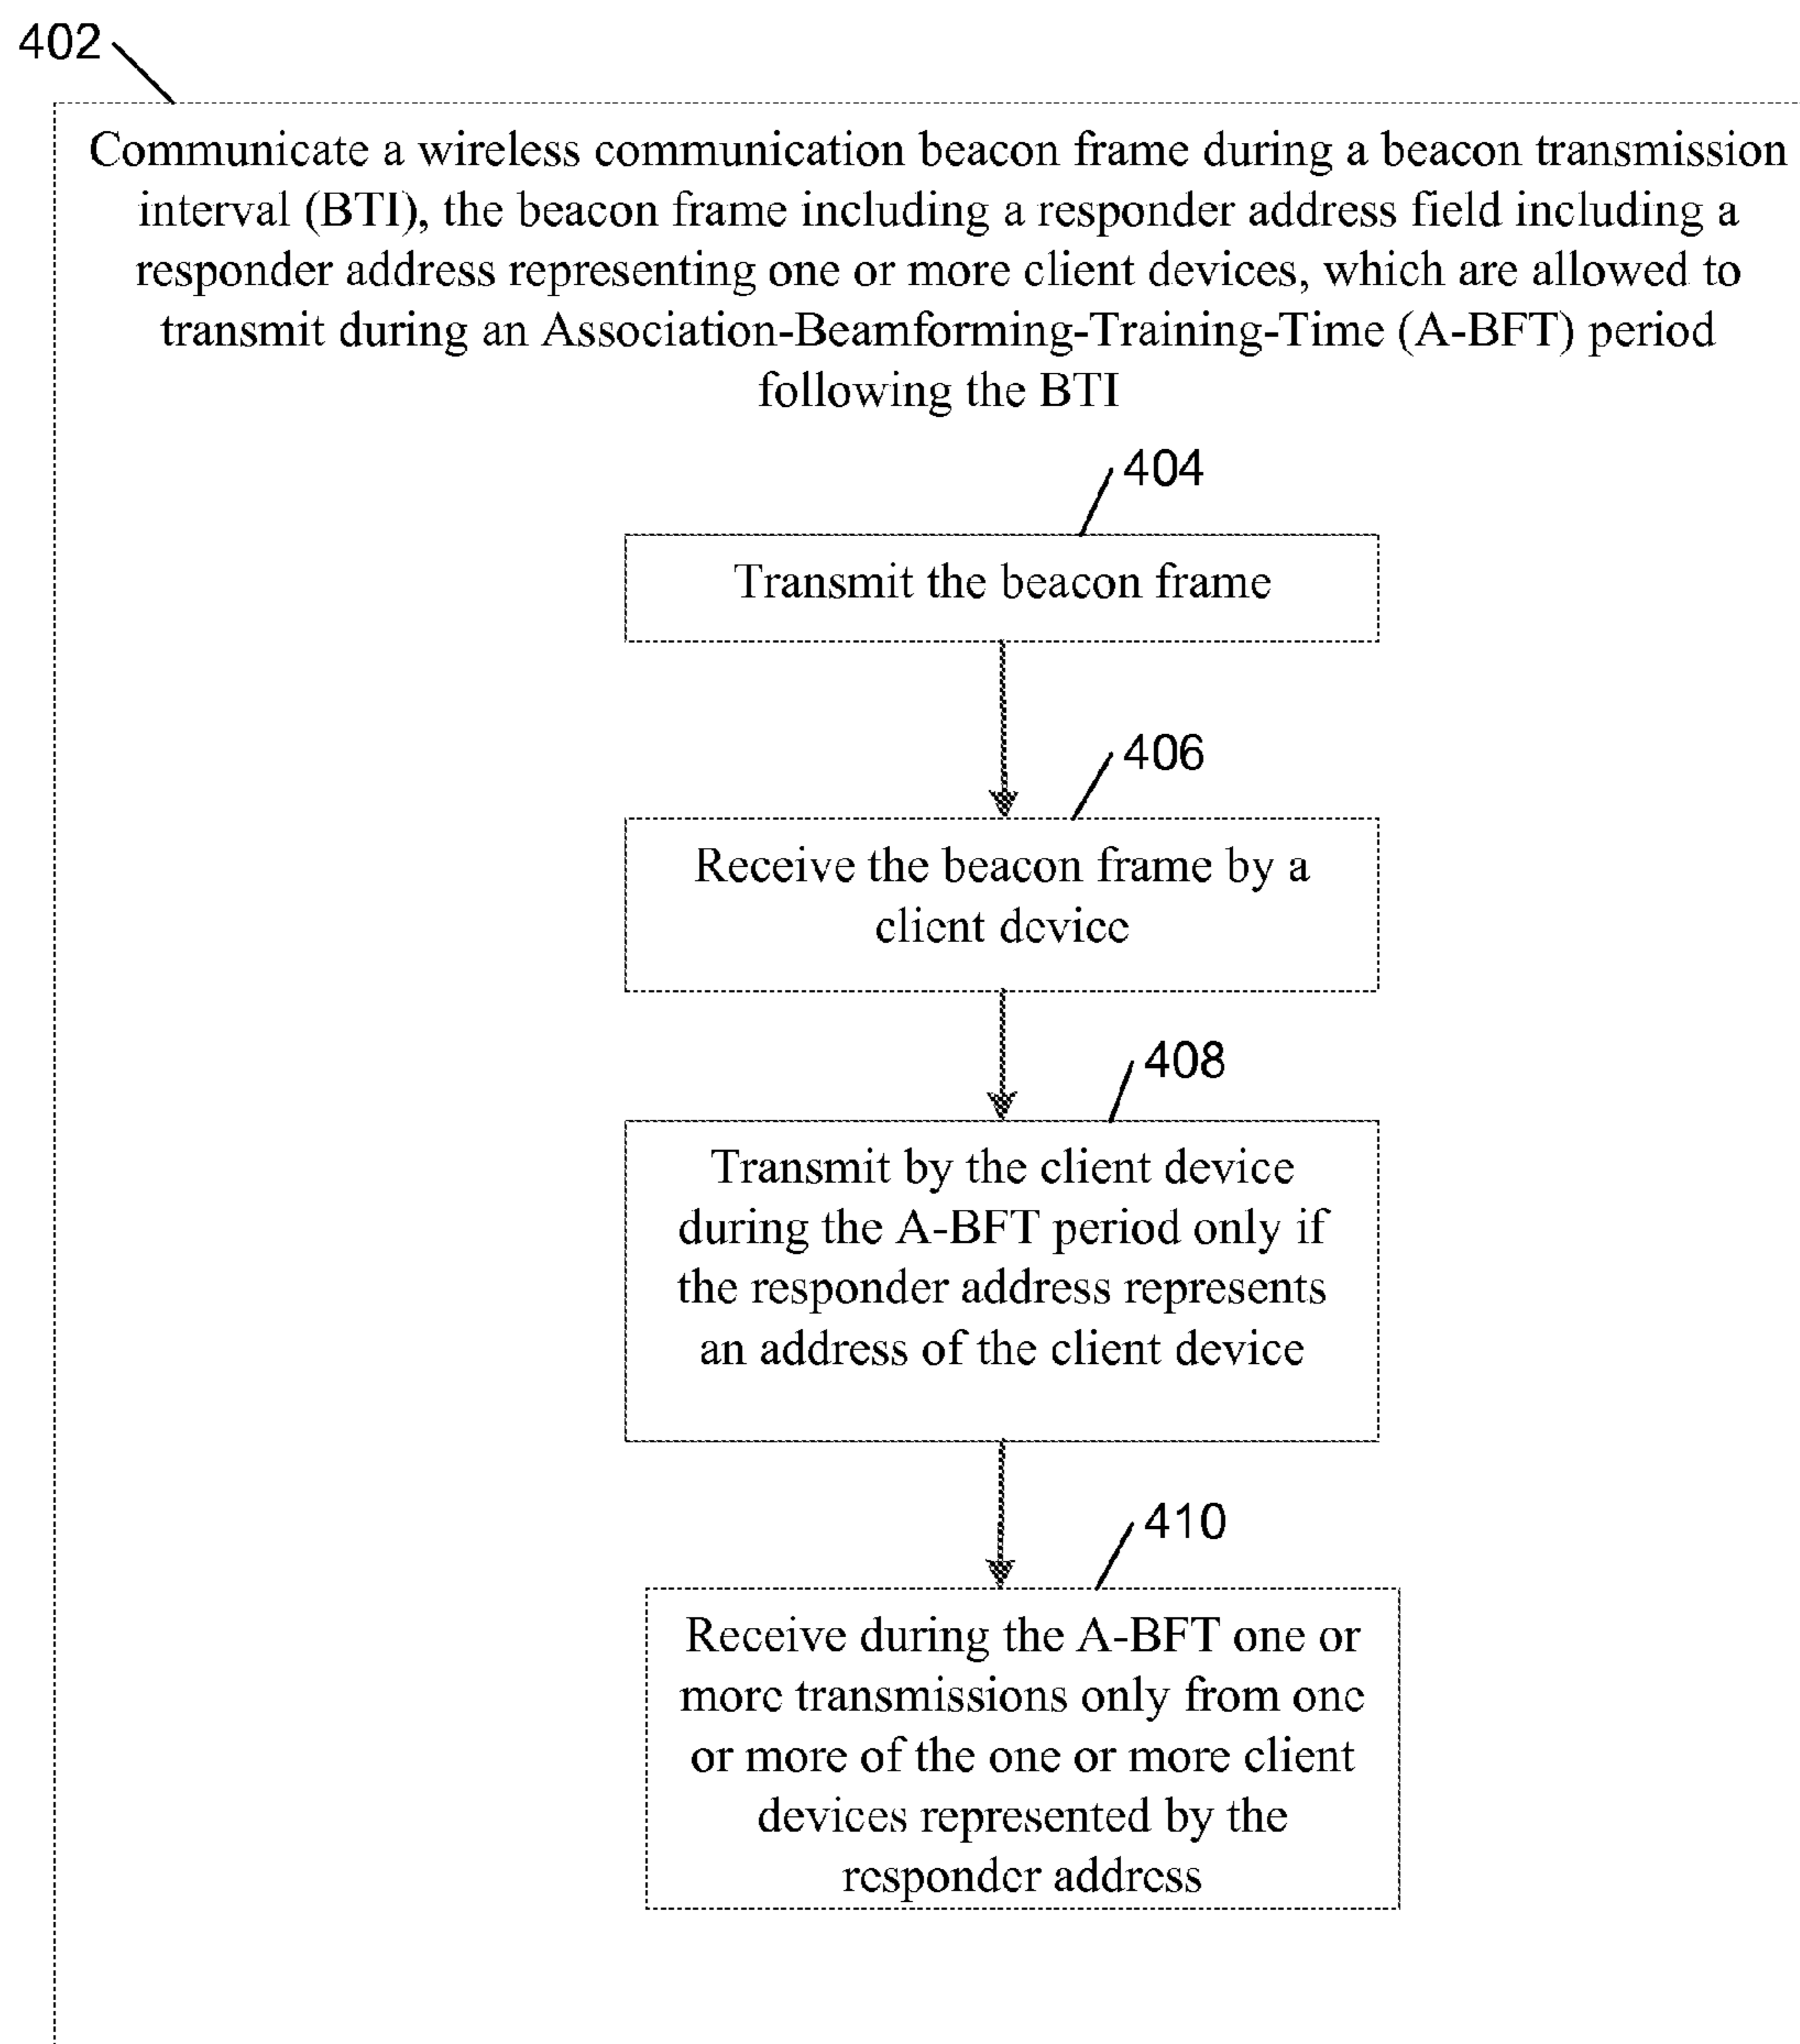 402
Communicate a wireless communication beacon frame during a beacon transmission
interval (BTI), the beacon frame including a responder address field including a
responder address representing one or more client devices, which are allowed to
transmit during an Association-Beamforming-Training-Time (A-BFT) period
following the BTI
404
Transmit the beacon frame
406
Receive the beacon frame by a
client device
408
Transmit by the client device
during the A-BFT period only if
the responder address represents
an address of the client device
410
Receive during the A-BFT one or
more transmissions only from one
or more of the one or more client
devices represented by the
responder address